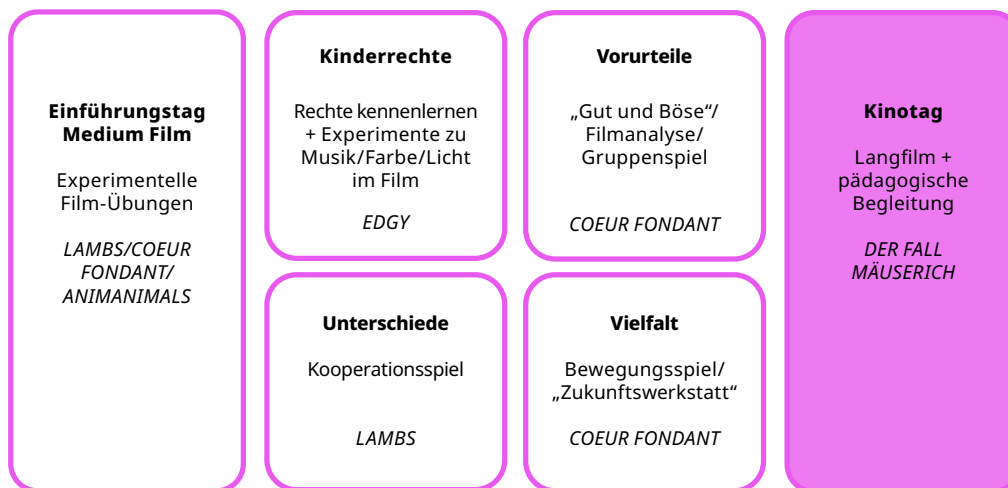 Einführungstag
Medium Film
Experimentelle
Film-Übungen
LAMBS/COEUR
FONDANT/
ANIMANIMALS
Kinderrechte
Rechte kennenlernen
+ Experimente zu
Musik/Farbe/Licht
im Film
EDGY
Vorurteile
„Gut und Böse“/
Filmanalyse/
Gruppenspiel
COEUR FONDANT
Unterschiede
Kooperationsspiel
LAMBS
Vielfalt
Bewegungsspiel/
„Zukunftswerkstatt“
COEUR FONDANT
Kinotag
Langfilm +
pädagogische
Begleitung
DER FALL
MÄUSERICH